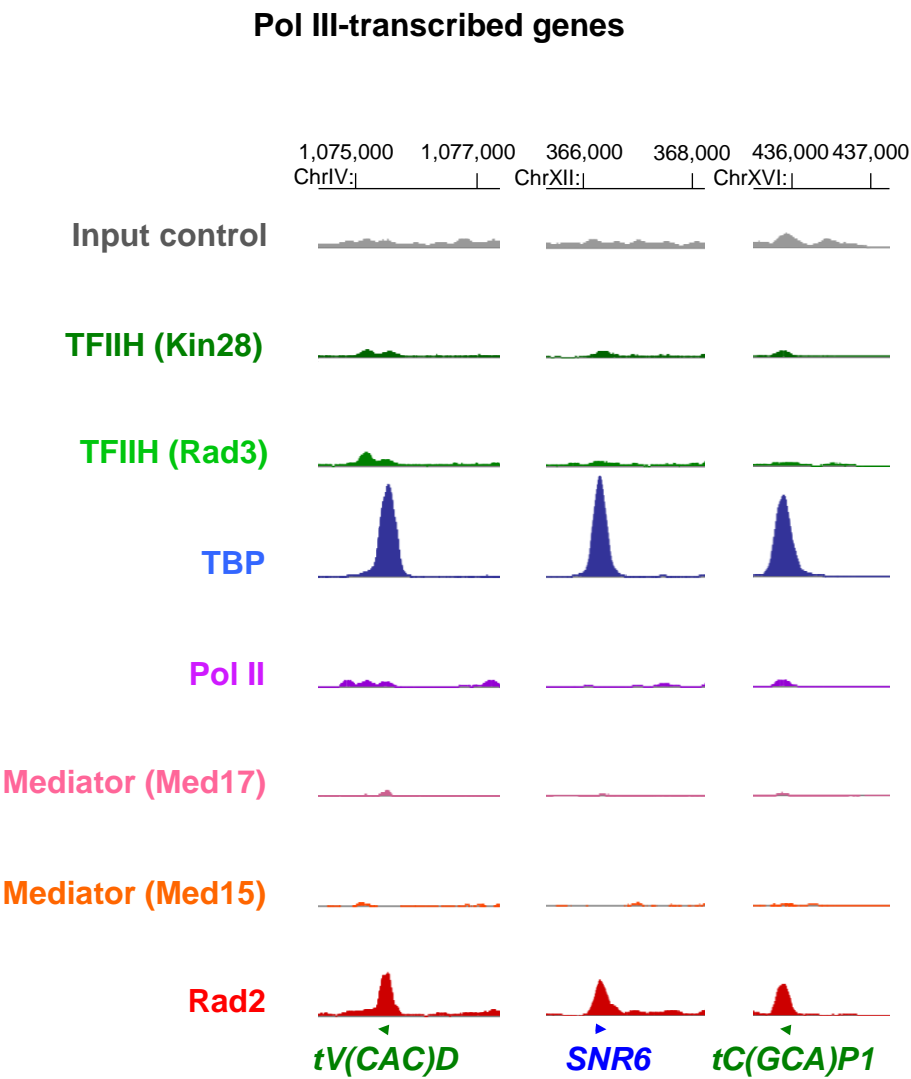 Pol III-transcribed genes
1,075,000 1,077,000 366,000 368,000 436,000 437,000
ChrIV: ChrXII: ChrXVI:
Input control
TFIIH (Kin28)
TFIIH (Rad3)
TBP
Pol II
Mediator (Med17)
Mediator (Med15)
Rad2
tV(CAC)D SNR6 tC(GCA)P1